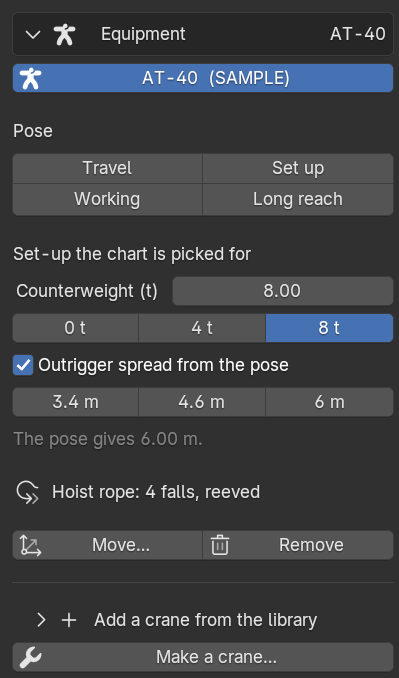 Equipment AT-40
AT-40 (SAMPLE)
Pose
Travel Set up
Working Long reach
Set-up the chart is picked for
Counterweight (t) 8.00
0 t 4 t 8 t
Outrigger spread from the pose
3.4 m 4.6 m 6 m
The pose gives 6.00 m.
Hoist rope: 4 falls, reeved
Move... Remove
Add a crane from the library
Make a crane...